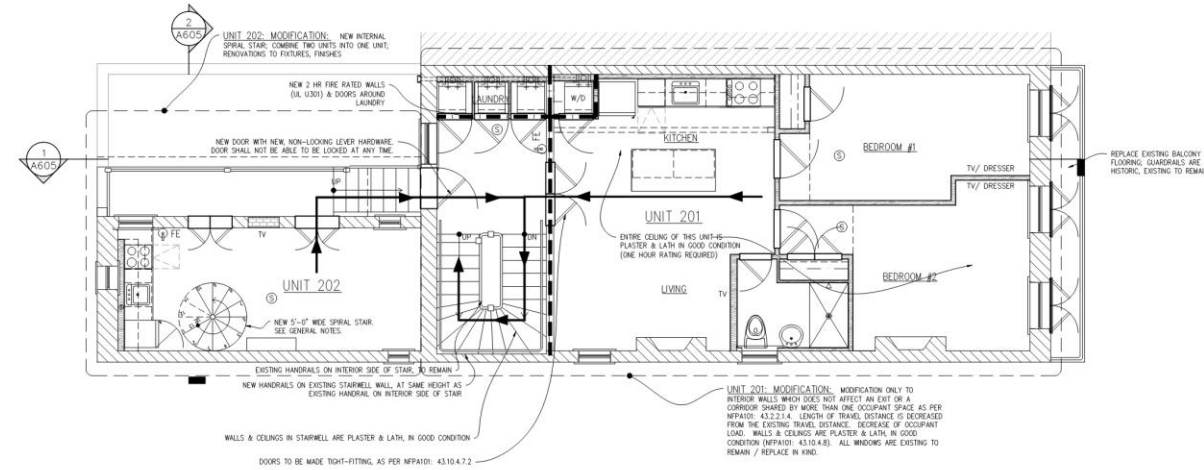 2
A605
UNIT 202: MODIFICATION: NEW INTERNAL
SPIRAL STAIR; COMBINE TWO UNITS INTO ONE UNIT;
RENOVATIONS TO FIXTURES, FINISHES
NEW 2 HR FIRE RATED WALLS
(UL U301) & DOORS AROUND
LAUNDRY
LAUNDRY
W/D
NEW DOOR WITH NEW, NON-LOCKING LEVER HARDWARE.
DOOR SHALL NOT BE ABLE TO BE LOCKED AT ANY TIME.
S
FE
KITCHEN
BEDROOM #1
S
1
A605
UP
TV/ DRESSER
TV/ DRESSER
REPLACE EXISTING BALCONY
FLOORING; GUARDRAILS ARE
HISTORIC, EXISTING TO REMAI
UNIT 201
FE
TV
UP
DN
ENTIRE CEILING OF THIS UNIT IS
PLASTER & LATH IN GOOD CONDITION
(ONE HOUR RATING REQUIRED)
S
BEDROOM #2
UNIT 202
S
LIVING
TV
NEW 5'-0" WIDE SPIRAL STAIR.
SEE GENERAL NOTES.
EXISTING HANDRAILS ON INTERIOR SIDE OF STAIR, TO REMAIN
NEW HANDRAILS ON EXISTING STAIRWELL WALL, AT SAME HEIGHT AS
EXISTING HANDRAIL ON INTERIOR SIDE OF STAIR
UNIT 201: MODIFICATION: MODIFICATION ONLY TO
INTERIOR WALLS WHICH DOES NOT AFFECT AN EXIT OR A
CORRIDOR SHARED BY MORE THAN ONE OCCUPANT SPACE AS PER
NFPA101: 43.2.2.1.4. LENGTH OF TRAVEL DISTANCE IS DECREASED
FROM THE EXISTING TRAVEL DISTANCE. DECREASE OF OCCUPANT
LOAD. WALLS & CEILINGS ARE PLASTER & LATH, IN GOOD
CONDITION (NFPA101: 43.10.4.8). ALL WINDOWS ARE EXISTING TO
REMAIN / REPLACE IN KIND.
WALLS & CEILINGS IN STAIRWELL ARE PLASTER & LATH, IN GOOD CONDITION
DOORS TO BE MADE TIGHT-FITTING, AS PER NFPA101: 43.10.4.7.2